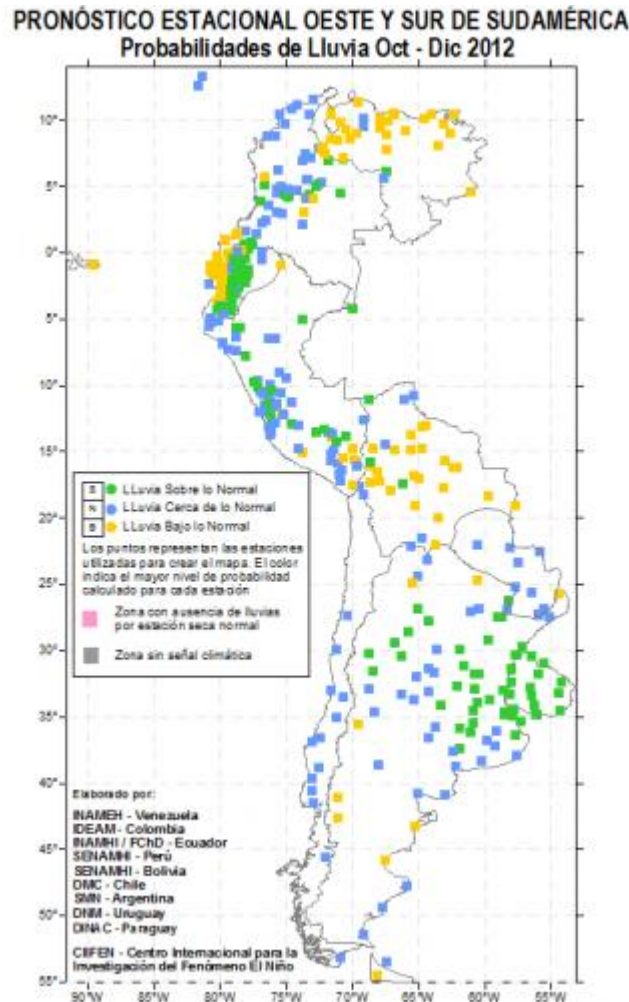 PRONÓSTICO ESTACIONAL OESTE Y SUR DE SUDAMÉRICA
Probabilidades de Lluvia Oct - Dic 2012
10°
5°
0°
5°
10°
15°
20°
25°
30°
35°
40°
45°
50°
55°
90°W
85°W
80°W
75°W
70°W
65°W
60°W
55°W
S LLuvia Sobre lo Normal
N LLuvia Cerca de lo Normal
B LLuvia Bajo lo Normal
Los puntos representan las estaciones
utilizadas para crear el mapa. El color
indica el mayor nivel de probabilidad
calculado para cada estación
Zona con ausencia de lluvias
por estación seca normal
Zona sin señal climática
Elaborado por:
INAMEH - Venezuela
IDEAM - Colombia
INAMHI / FChD - Ecuador
SENAMHI - Perú
SENAMHI - Bolivia
DMC - Chile
SMN - Argentina
DNM - Uruguay
DINAC - Paraguay
CIIFEN - Centro Internacional para la
Investigación del Fenómeno El Niño